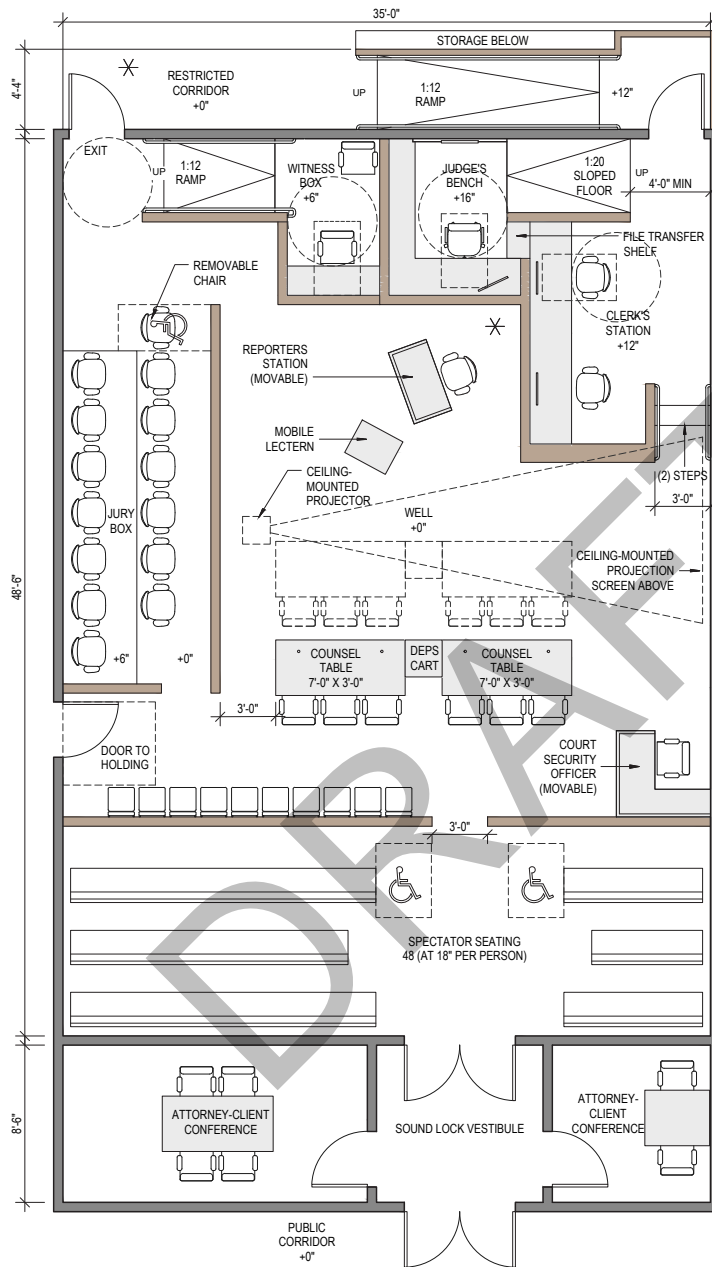 35'-0"
STORAGE BELOW
4'-4"
RESTRICTED
CORRIDOR
+0"
UP
1:12
RAMP
+12"
EXIT
UP
1:12
RAMP
WITNESS
BOX
+6"
JUDGE'S
BENCH
+16"
1:20
SLOPED
FLOOR
UP
4'-0" MIN
FILE TRANSFER
SHELF
REMOVABLE
CHAIR
CLERK'S
STATION
+12"
REPORTERS
STATION
(MOVABLE)
MOBILE
LECTERN
CEILING-
MOUNTED
PROJECTOR
(2) STEPS
3'-0"
JURY
BOX
WELL
+0"
CEILING-MOUNTED
PROJECTION
SCREEN ABOVE
48'-6"
+6"
+0"
COUNSEL
TABLE
7'-0" X 3'-0"
DEPS
CART
COUNSEL
TABLE
7'-0" X 3'-0"
3'-0"
DOOR TO
HOLDING
COURT
SECURITY
OFFICER
(MOVABLE)
3'-0"
SPECTATOR SEATING
48 (AT 18" PER PERSON)
8'-6"
ATTORNEY-CLIENT
CONFERENCE
SOUND LOCK VESTIBULE
ATTORNEY-
CLIENT
CONFERENCE
PUBLIC
CORRIDOR
+0"
DRAFT